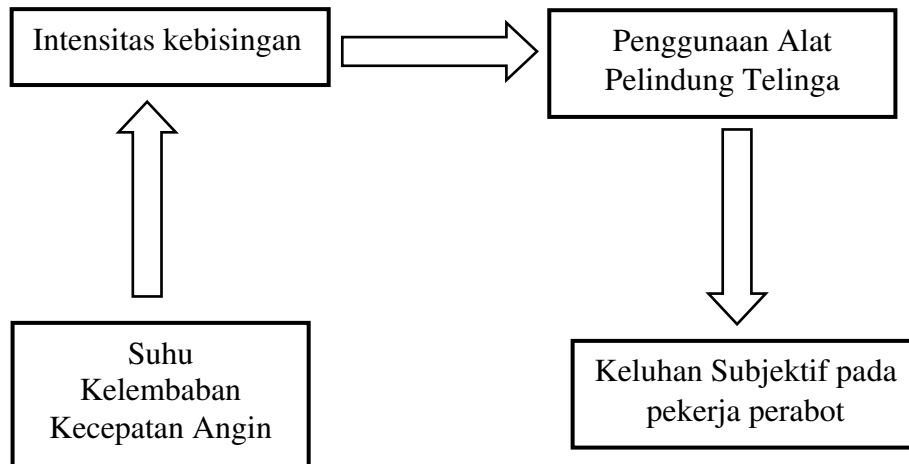 Intensitas kebisingan
Penggunaan Alat
Pelindung Telinga
Suhu
Kelembaban
Kecepatan Angin
Keluhan Subjektif pada
pekerja perabot